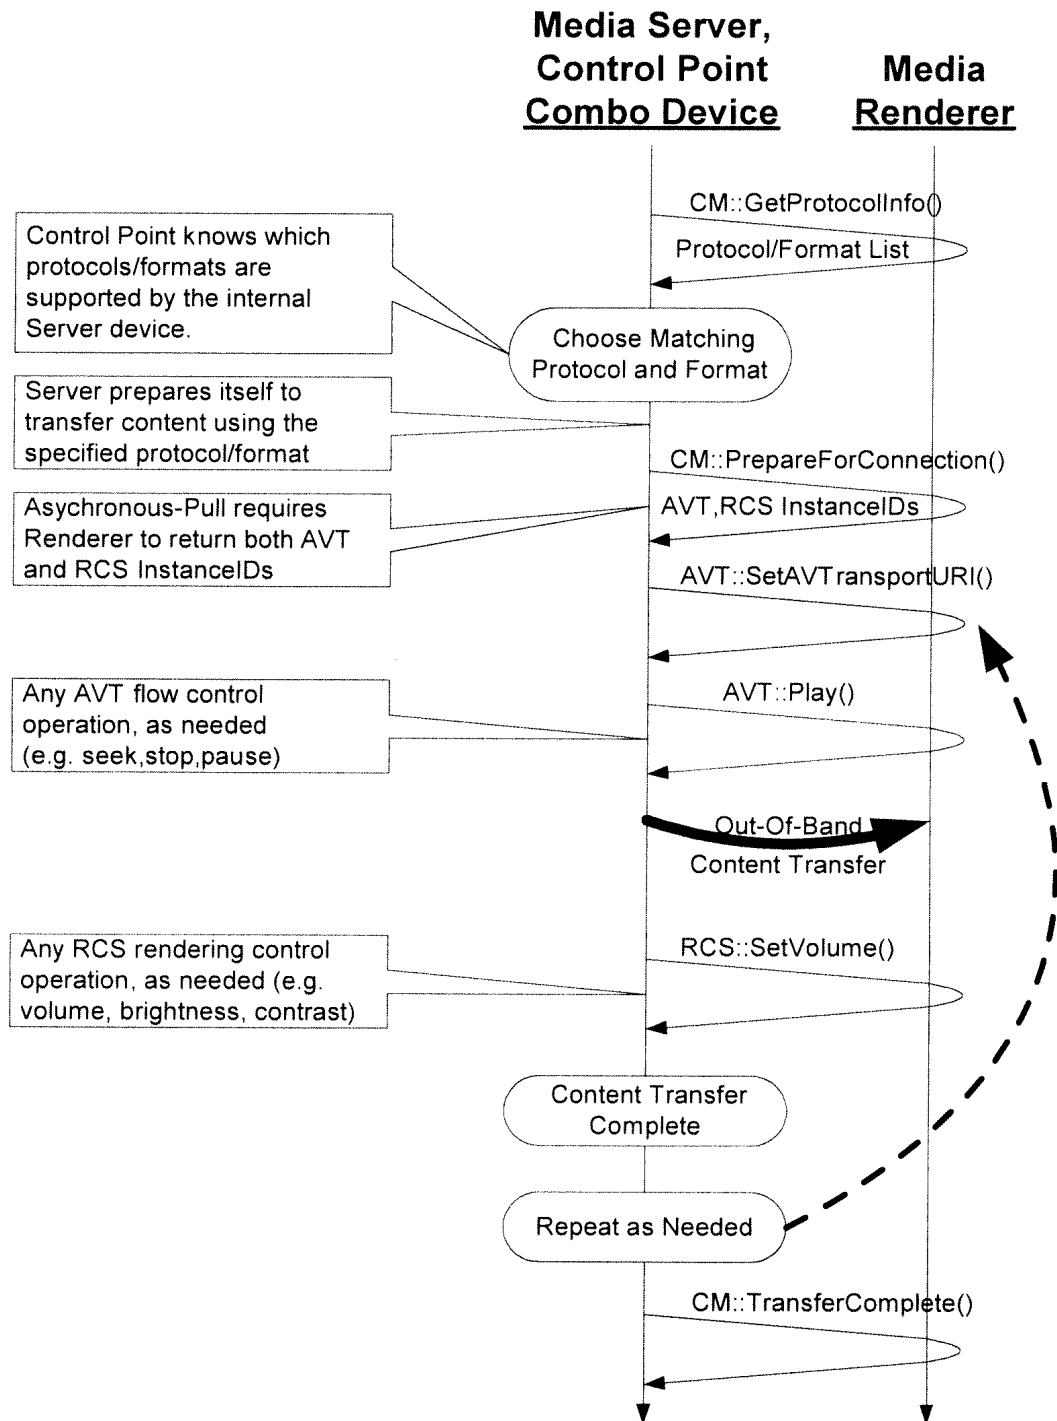 Media Server,
Control Point
Combo Device
Media
Renderer
CM::GetProtocolInfo()
Protocol/Format List
Control Point knows which
protocols/formats are
supported by the internal
Server device.
Choose Matching
Protocol and Format
Server prepares itself to
transfer content using the
specified protocol/format
CM::PrepareForConnection()
AVT,RCS InstanceIDs
Asychronous-Pull requires
Renderer to return both AVT
and RCS InstanceIDs
AVT::SetAVTransportURI()
AVT::Play()
Any AVT flow control
operation, as needed
(e.g. seek,stop,pause)
Out-Of-Band
Content Transfer
RCS::SetVolume()
Any RCS rendering control
operation, as needed (e.g.
volume, brightness, contrast)
Content Transfer
Complete
Repeat as Needed
CM::TransferComplete()